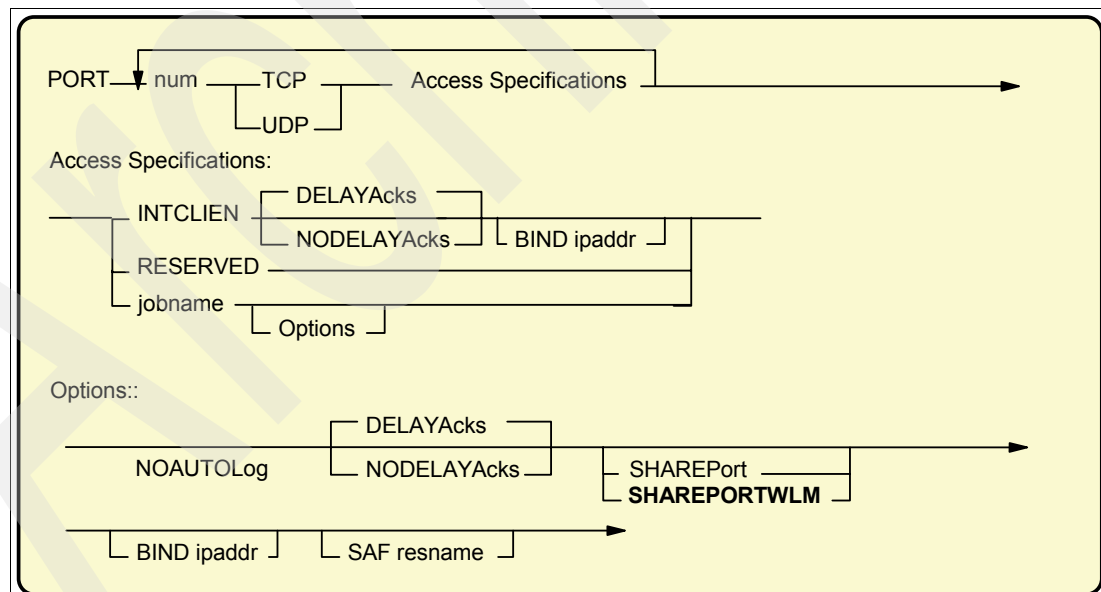 PORT num TCP Access Specifications
UDP
Access Specifications:
INTCLIEN DELAYAcks
NODELAYAcks BIND ipaddr
RESERVED
jobname
Options
Options::
NOAUTOLog DELAYAcks
NODELAYAcks SHAREPort
SHAREPORTWLM
BIND ipaddr SAF resname